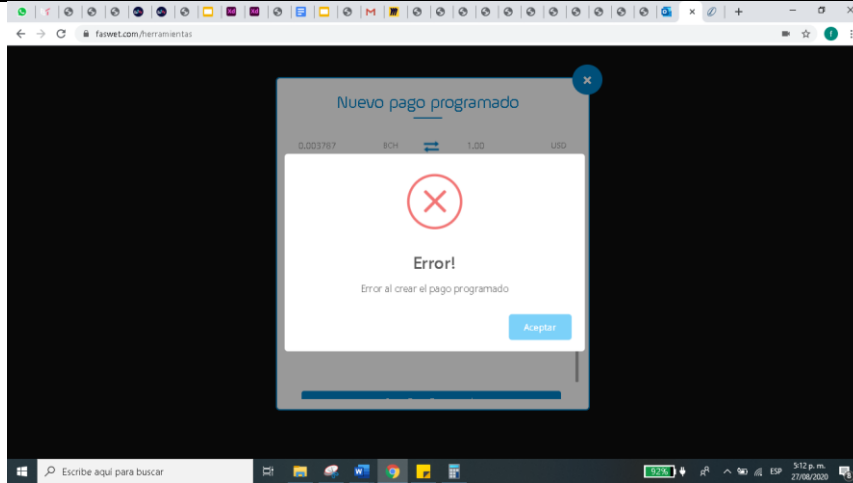 faswet.com/herramientas
Nuevo pago programado
0.003767 BCH 1.00 USD
Error!
Error al crear el pago programado
Aceptar
Escribe aquí para buscar
92%
ESP
5:12 p. m.
27/08/2020